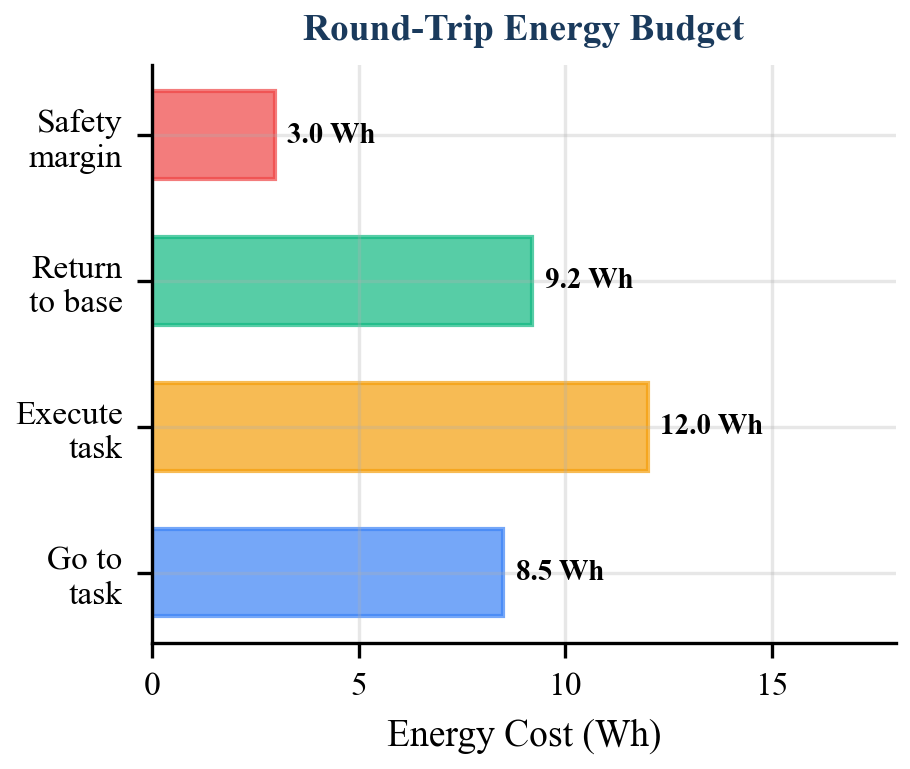 Round-Trip Energy Budget
Safety
margin
3.0 Wh
Return
to base
9.2 Wh
Execute
task
12.0 Wh
Go to
task
8.5 Wh
0 5 10 15
Energy Cost (Wh)